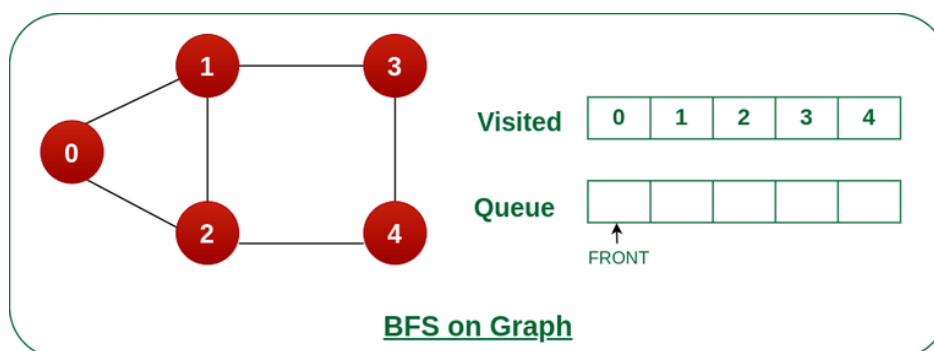 1 3
0
2 4
Visited 0 1 2 3 4
Queue
FRONT
BFS on Graph